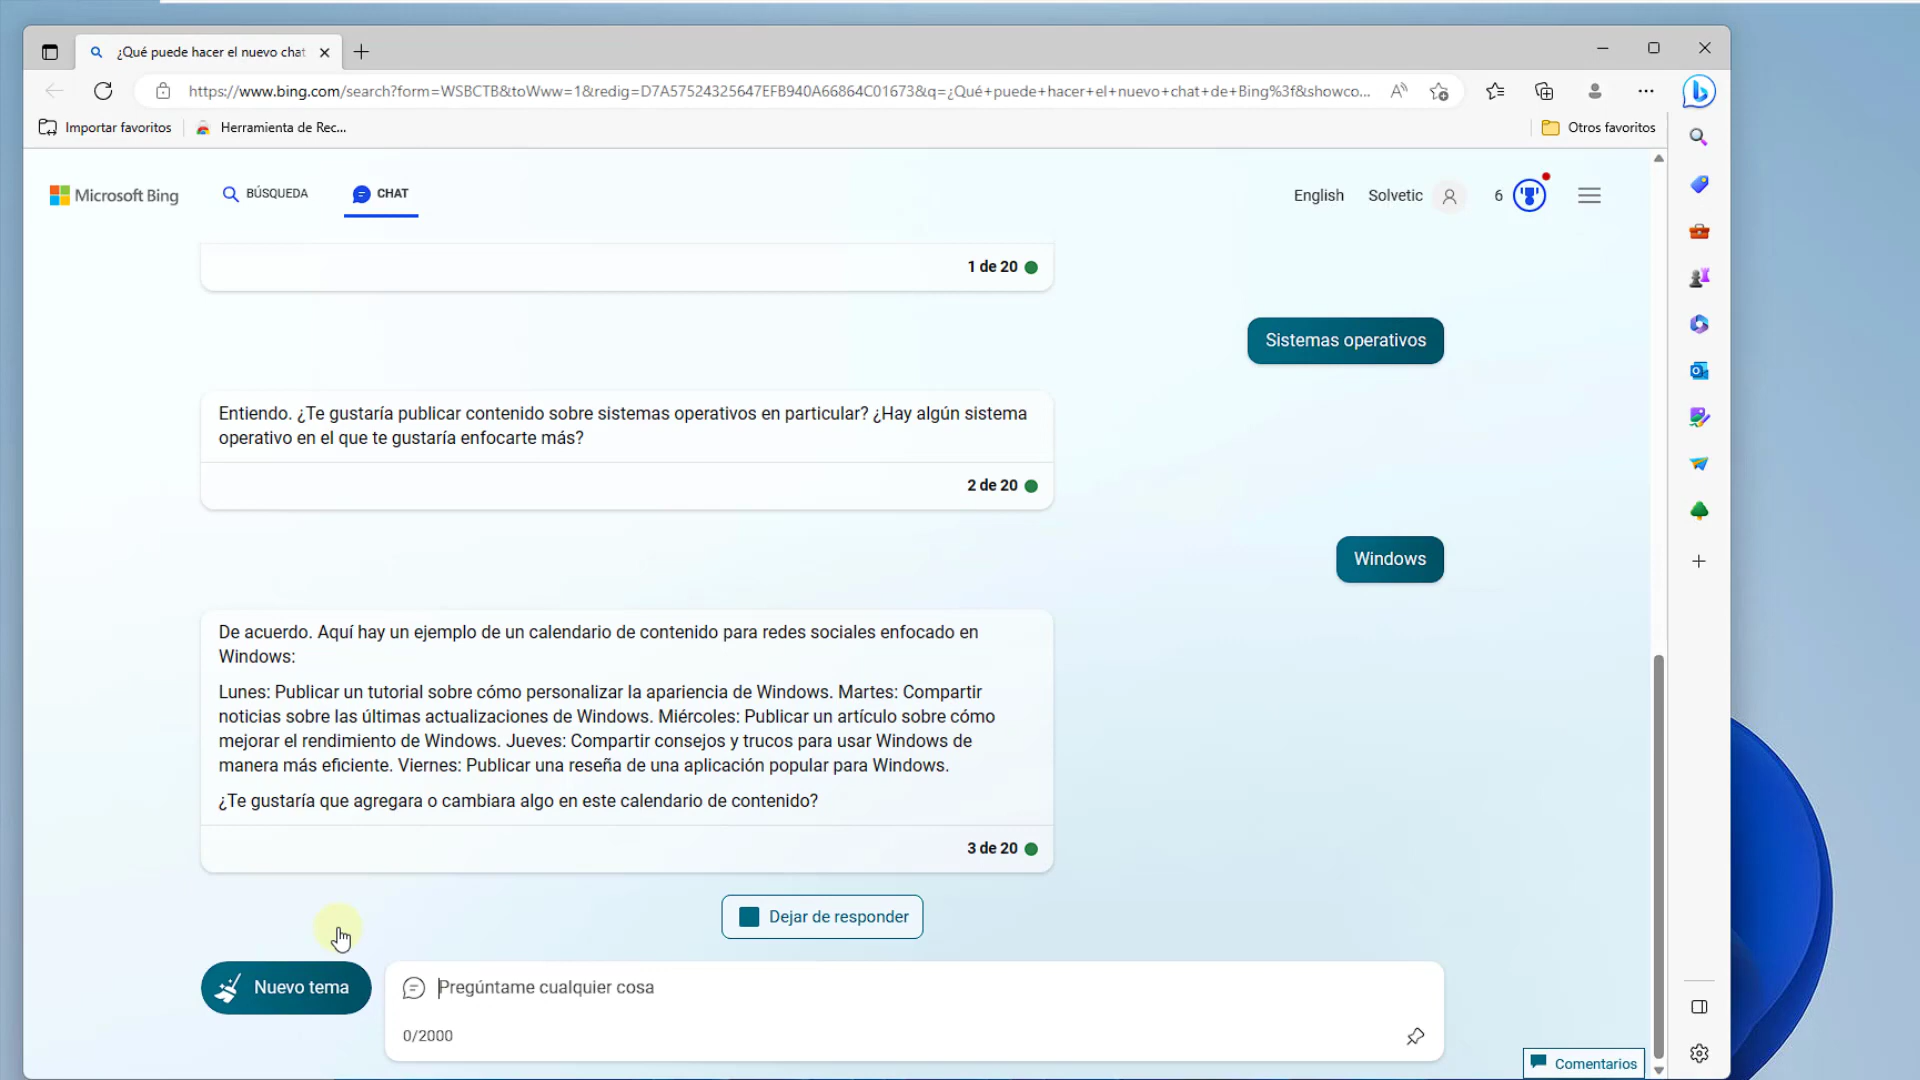 ¿Qué puede hacer el nuevo chat
https://www.bing.com/search?form=WSBCTB&toWww=1&redig=D7A57524325647EFB940A66864C01673&q=¿Qué+puede+hacer+el+nuevo+chat+de+Bing%3f&showco...
Importar favoritos
Herramienta de Rec...
Otros favoritos
Microsoft Bing
BÚSQUEDA
CHAT
English
Solvetic
6
1 de 20
Sistemas operativos
Entiendo. ¿Te gustaría publicar contenido sobre sistemas operativos en particular? ¿Hay algún sistema
operativo en el que te gustaría enfocarte más?
2 de 20
Windows
De acuerdo. Aquí hay un ejemplo de un calendario de contenido para redes sociales enfocado en
Windows:
Lunes: Publicar un tutorial sobre cómo personalizar la apariencia de Windows. Martes: Compartir
noticias sobre las últimas actualizaciones de Windows. Miércoles: Publicar un artículo sobre cómo
mejorar el rendimiento de Windows. Jueves: Compartir consejos y trucos para usar Windows de
manera más eficiente. Viernes: Publicar una reseña de una aplicación popular para Windows.
¿Te gustaría que agregara o cambiara algo en este calendario de contenido?
3 de 20
Dejar de responder
Nuevo tema
Pregúntame cualquier cosa
0/2000
Comentarios